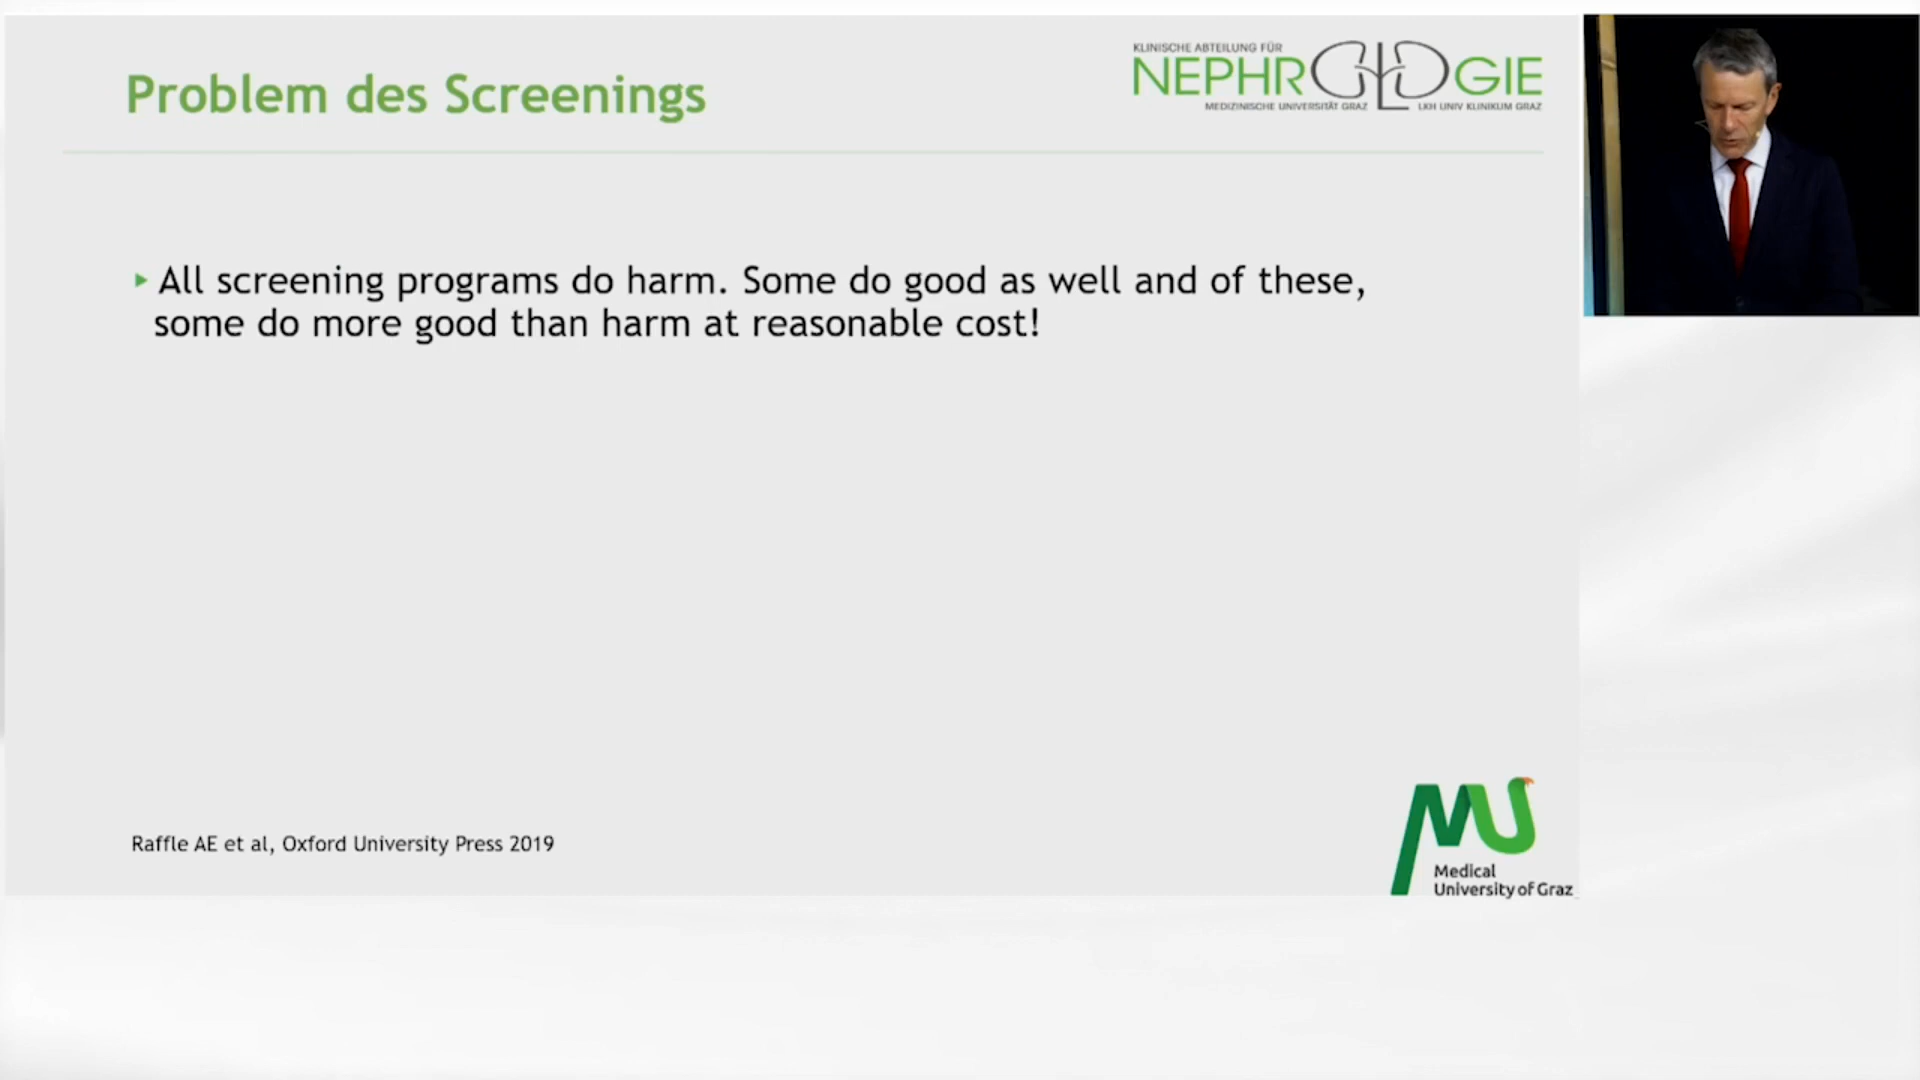 Problem des Screenings
KLINISCHE ABTEILUNG FÜR
NEPHROLOGIE
MEDIZINISCHE UNIVERSITÄT GRAZ LKH UNIV KLINIKUM GRAZ
All screening programs do harm. Some do good as well and of these,
some do more good than harm at reasonable cost!
Raffle AE et al, Oxford University Press 2019
MU
Medical
University of Graz